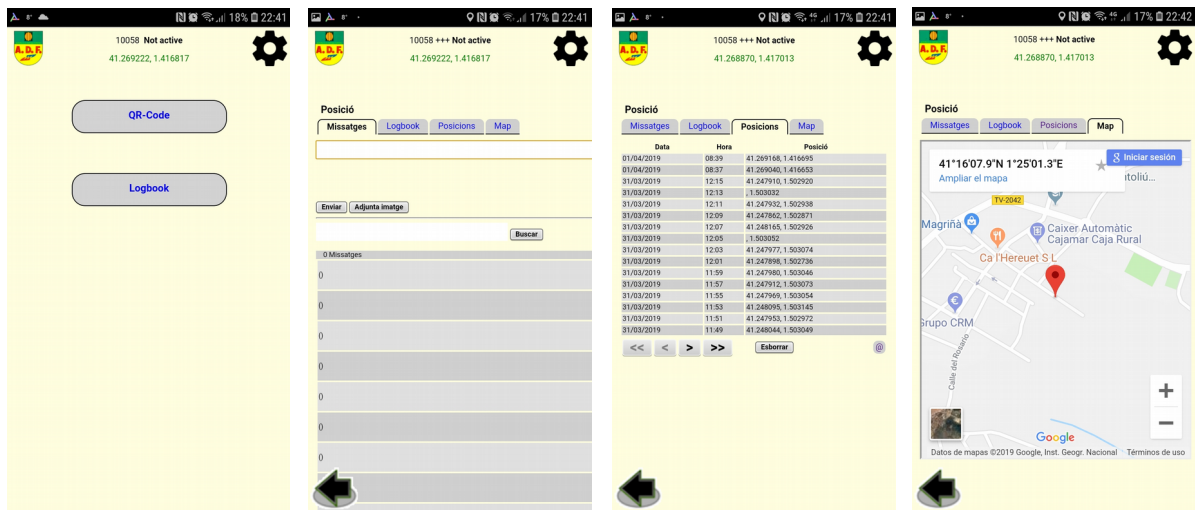 8°
18% 22:41
A.D.F.
10058 Not active
41.269222, 1.416817
QR-Code
Logbook
8°
17% 22:41
A.D.F.
10058 +++ Not active
41.269222, 1.416817
Posició
Missatges Logbook Posicions Map
Enviar Adjunta imatge
Buscar
0 Missatges
0
0
0
0
0
0
0
8°
4G 17% 22:41
A.D.F.
10058 +++ Not active
41.268870, 1.417013
Posició
Missatges Logbook Posicions Map
Data Hora Posició
01/04/2019 08:39 41.269168, 1.416695
01/04/2019 08:37 41.269040, 1.416653
31/03/2019 12:15 41.247910, 1.502920
31/03/2019 12:13 , 1.503032
31/03/2019 12:11 41.247932, 1.502938
31/03/2019 12:09 41.247862, 1.502871
31/03/2019 12:07 41.248165, 1.502926
31/03/2019 12:05 , 1.503052
31/03/2019 12:03 41.247977, 1.503074
31/03/2019 12:01 41.247898, 1.502736
31/03/2019 11:59 41.247980, 1.503046
31/03/2019 11:57 41.247912, 1.503073
31/03/2019 11:55 41.247969, 1.503054
31/03/2019 11:53 41.248095, 1.503145
31/03/2019 11:51 41.247953, 1.502972
31/03/2019 11:49 41.248044, 1.503049
<< < > >> Esborrar @
8°
4G 17% 22:42
A.D.F.
10058 +++ Not active
41.268870, 1.417013
Posició
Missatges Logbook Posicions Map
41°16'07.9"N 1°25'01.3"E
Ampliar el mapa
Iniciar sesión
toliú...
TV-2042
Magriñà
Caixer Automàtic
Cajamar Caja Rural
Ca l'Hereuet S L
Grupo CRM
Calle del Rosario
+
−
Google
Datos de mapas ©2019 Google, Inst. Geogr. Nacional Términos de uso